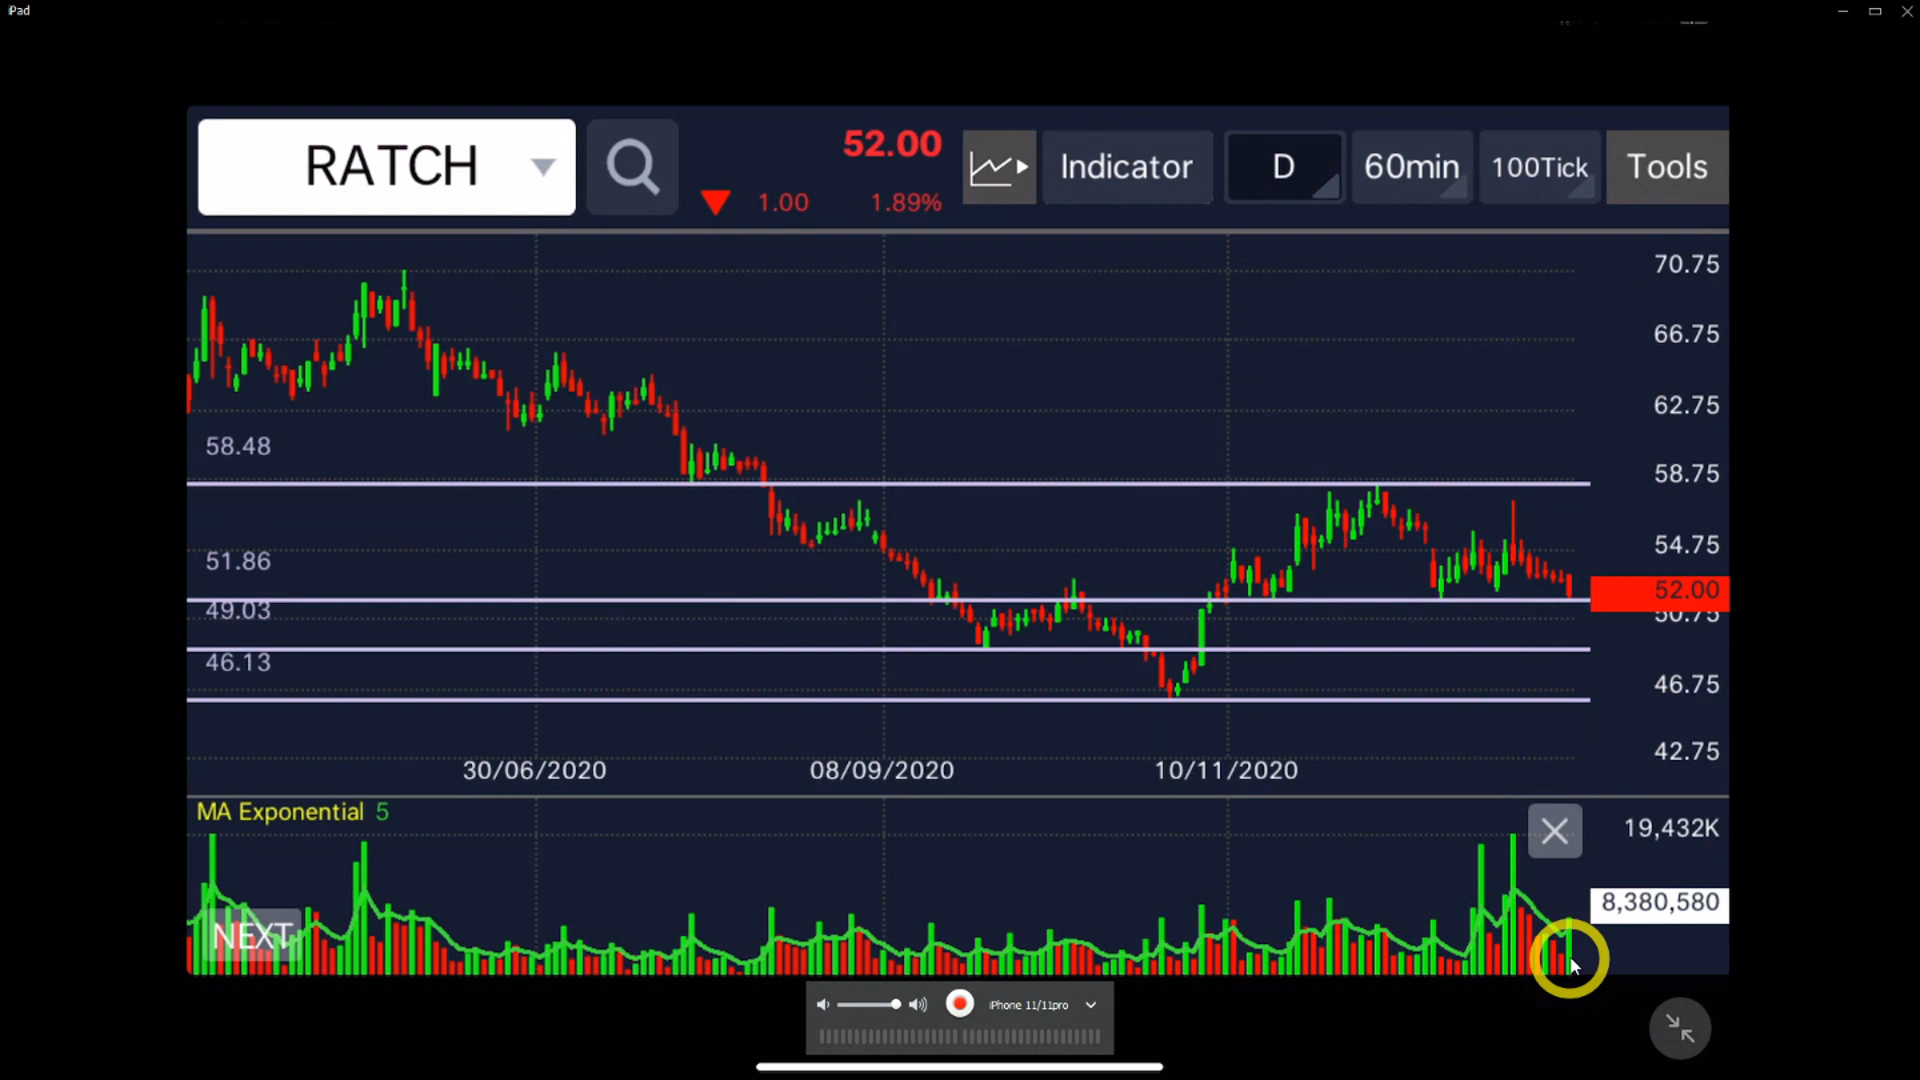 iPad
RATCH
52.00
1.00 1.89%
Indicator
D
60min
100Tick
Tools
70.75
66.75
62.75
58.48
58.75
54.75
51.86
52.00
49.03
50.75
46.13
46.75
42.75
30/06/2020
08/09/2020
10/11/2020
MA Exponential 5
19,432K
8,380,580
NEXT
iPhone 11/11pro